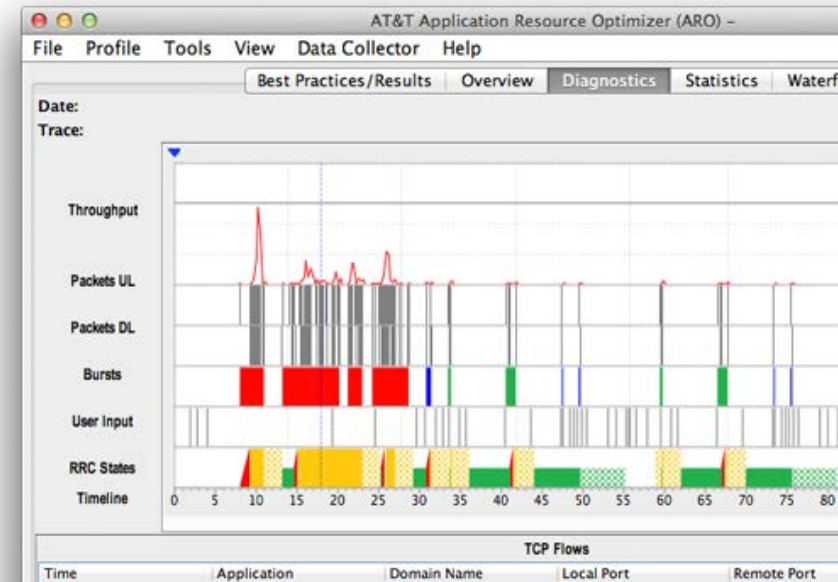 AT&T Application Resource Optimizer (ARO) –
File Profile Tools View Data Collector Help
Best Practices/Results Overview Diagnostics Statistics Waterf
Date:
Trace:
Throughput
Packets UL
Packets DL
Bursts
User Input
RRC States
Timeline 0 5 10 15 20 25 30 35 40 45 50 55 60 65 70 75 80
TCP Flows
Time Application Domain Name Local Port Remote Port